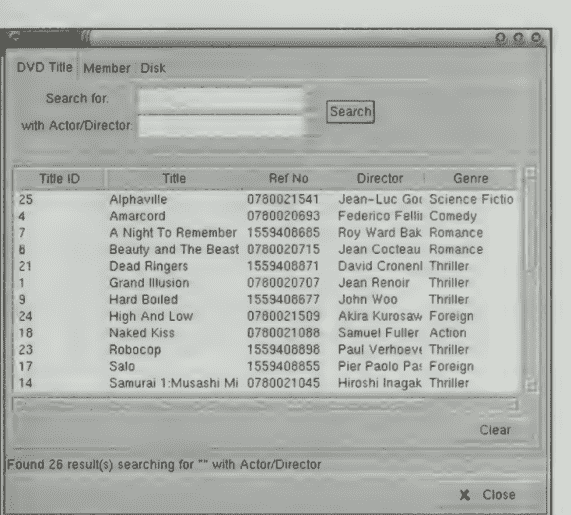 DVD Title Member Disk
Search for:
with Actor/Director:
Search
Title ID Title Ref No Director Genre
25 Alphaville 0780021541 Jean-Luc Goc Science Fictio
4 Amarcord 0780020693 Federico Fellii Comedy
7 A Night To Remember 1559408685 Roy Ward Bak Romance
8 Beauty and The Beast 0780020715 Jean Cocteau Romance
21 Dead Ringers 1559408871 David Cronenl Thriller
1 Grand Illusion 0780020707 Jean Renoir Thriller
9 Hard Boiled 1559408677 John Woo Thriller
24 High And Low 0780021509 Akira Kurosaw Foreign
18 Naked Kiss 0780021088 Samuel Fuller Action
23 Robocop 1559408898 Paul Verhoeve Thriller
17 Salo 1559408855 Pier Paolo Pas Foreign
14 Samurai 1:Musashi Mi 0780021045 Hiroshi Inagak Thriller
Clear
Found 26 result(s) searching for "" with Actor/Director
Close